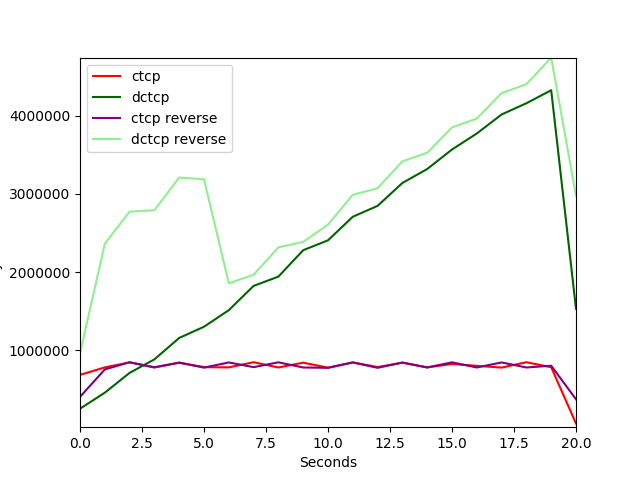 ctcp
dctcp
ctcp reverse
dctcp reverse
4000000
3000000
2000000
1000000
0.0 2.5 5.0 7.5 10.0 12.5 15.0 17.5 20.0
Seconds